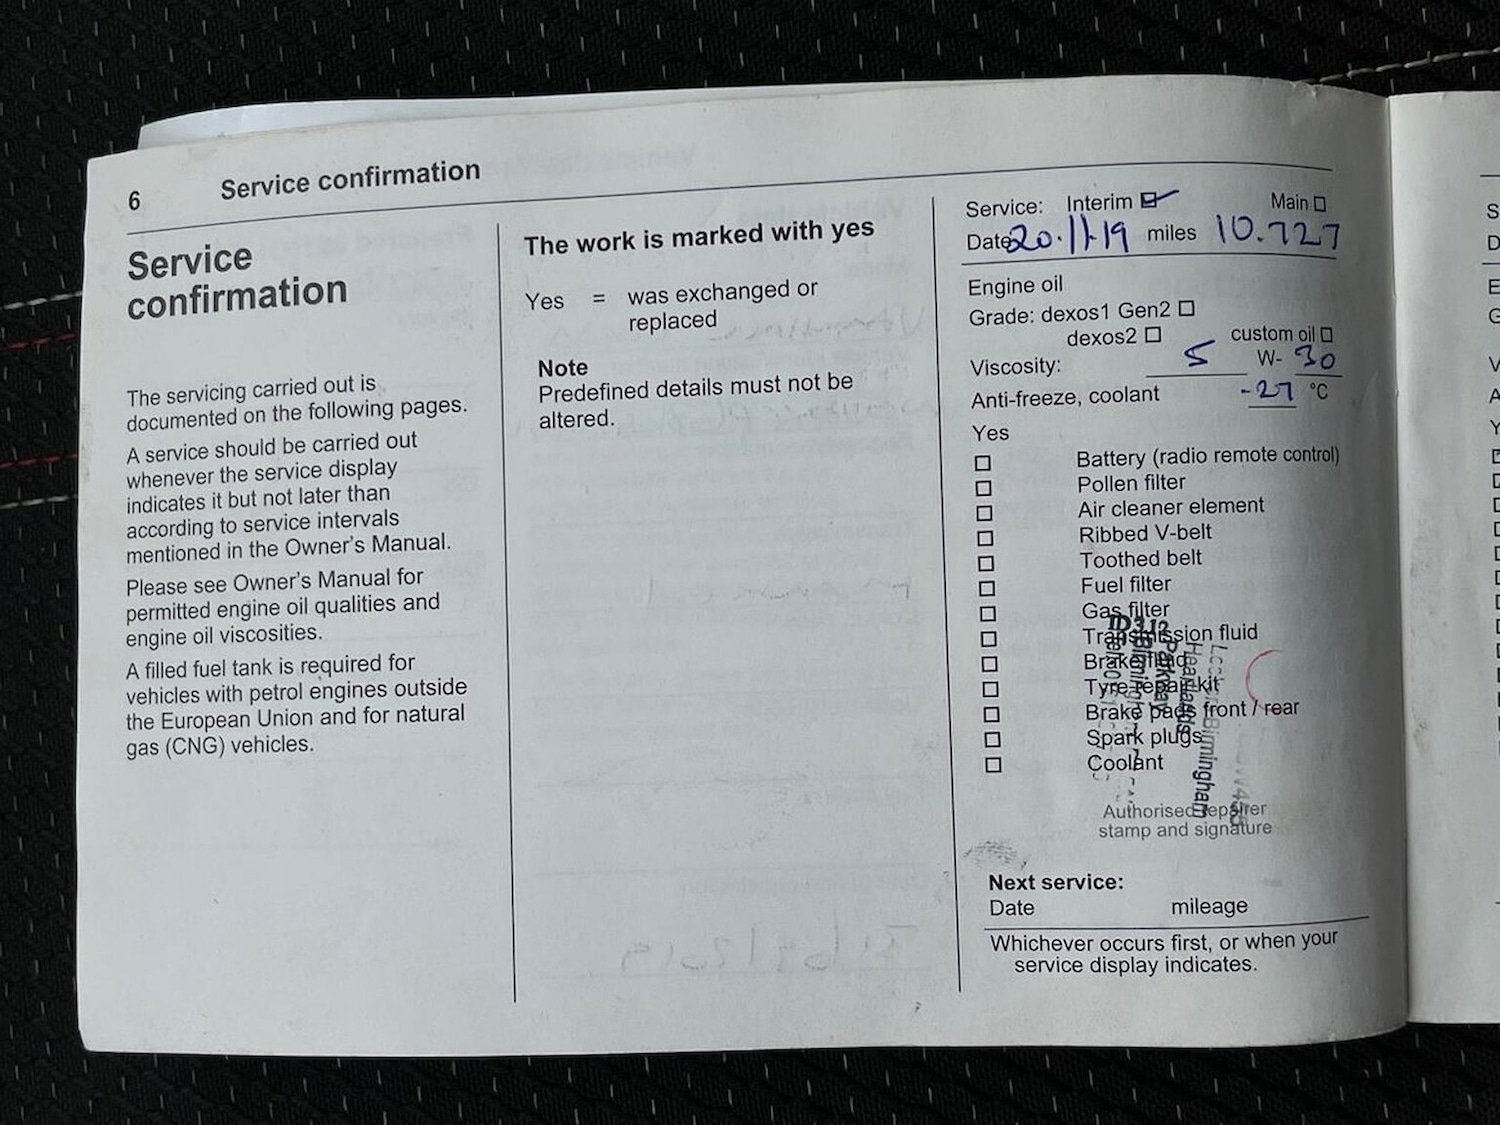 6
Service confirmation
Service
confirmation
The servicing carried out is
documented on the following pages.
A service should be carried out
whenever the service display
indicates it but not later than
according to service intervals
mentioned in the Owner's Manual.
Please see Owner's Manual for
permitted engine oil qualities and
engine oil viscosities.
A filled fuel tank is required for
vehicles with petrol engines outside
the European Union and for natural
gas (CNG) vehicles.
The work is marked with yes
Yes = was exchanged or
replaced
Note
Predefined details must not be
altered.
Service: Interim Main
Date 20.11.19 miles 10.727
Engine oil
Grade: dexos1 Gen2
dexos2 custom oil
Viscosity: 5 W- 30
Anti-freeze, coolant -27 °C
Yes
Battery (radio remote control)
Pollen filter
Air cleaner element
Ribbed V-belt
Toothed belt
Fuel filter
Gas filter
Transmission fluid
Brake fluid
Tyre repair kit
Brake pads front / rear
Spark plugs
Coolant
Birmingham
Heartlands
Parkway
Authorised repairer
stamp and signature
Next service:
Date mileage
Whichever occurs first, or when your
service display indicates.